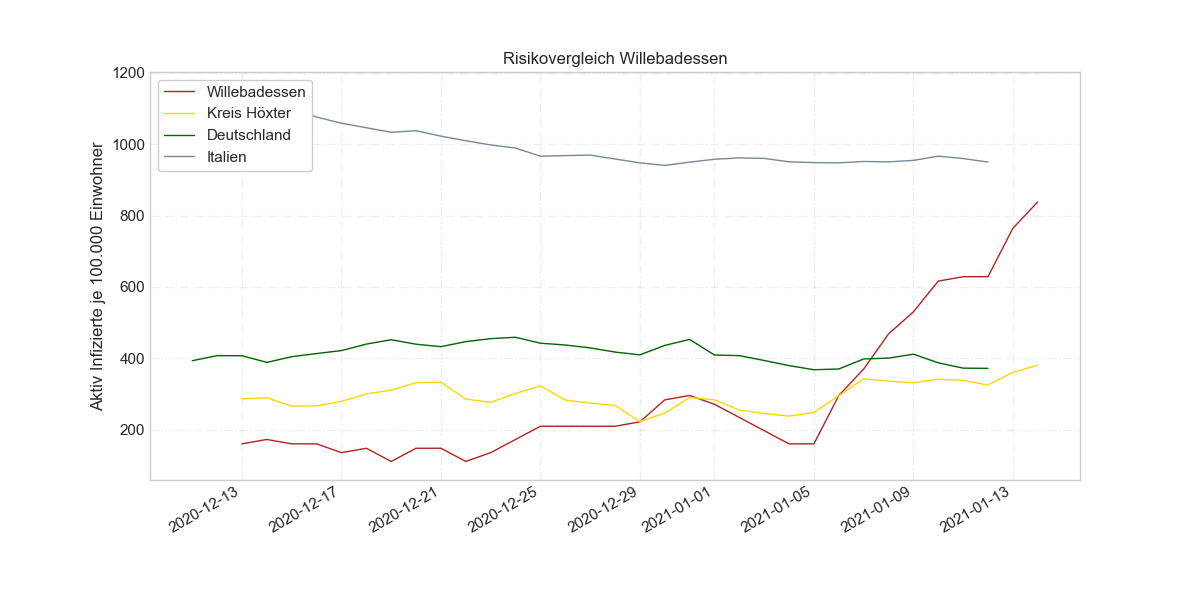 Risikovergleich Willebadessen
Aktiv Infizierte je 100.000 Einwohner
1200
1000
800
600
400
200
Willebadessen
Kreis Höxter
Deutschland
Italien
2020-12-13
2020-12-17
2020-12-21
2020-12-25
2020-12-29
2021-01-01
2021-01-05
2021-01-09
2021-01-13